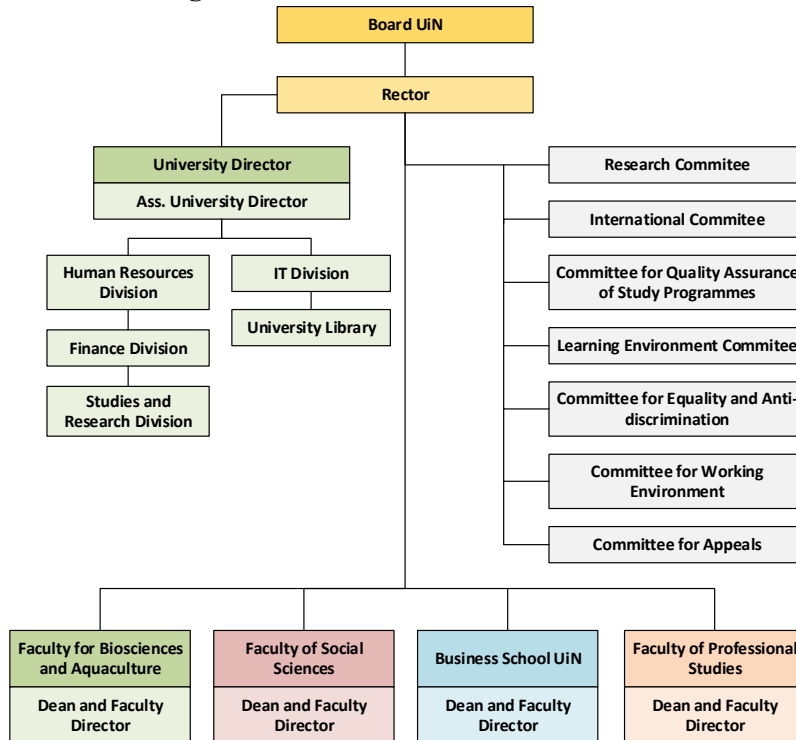 Board UiN
Rector
University Director
Ass. University Director
Human Resources
Division
Finance Division
Studies and
Research Division
IT Division
University Library
Research Commitee
International Commitee
Committee for Quality Assurance
of Study Programmes
Learning Environment Commitee
Committee for Equality and Anti-
discrimination
Committee for Working
Environment
Committee for Appeals
Faculty for Biosciences
and Aquaculture
Dean and Faculty
Director
Faculty of Social
Sciences
Dean and Faculty
Director
Business School UiN
Dean and Faculty
Director
Faculty of Professional
Studies
Dean and Faculty
Director